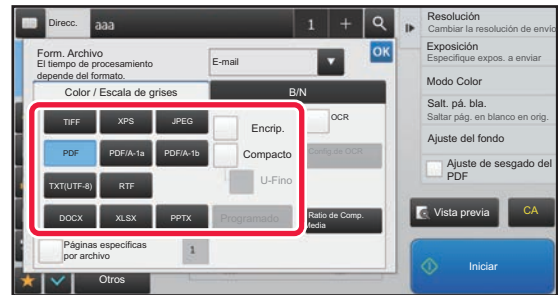 Direcc.
aaa
1
Form. Archivo
El tiempo de procesamiento
depende del formato.
E-mail
OK
Color / Escala de grises
B/N
TIFF
XPS
JPEG
Encrip.
OCR
PDF
PDF/A-1a
PDF/A-1b
Compacto
Config de OCR
TXT(UTF-8)
RTF
U-Fino
DOCX
XLSX
PPTX
Programado
Ratio de Comp.
Media
Páginas específicas
por archivo
1
Otros
Resolución
Cambiar la resolución de envío
Exposición
Especifique expos. a enviar
Modo Color
Salt. pá. bla.
Saltar pág. en blanco en orig.
Ajuste del fondo
Ajuste de sesgado del
PDF
Vista previa
CA
Iniciar